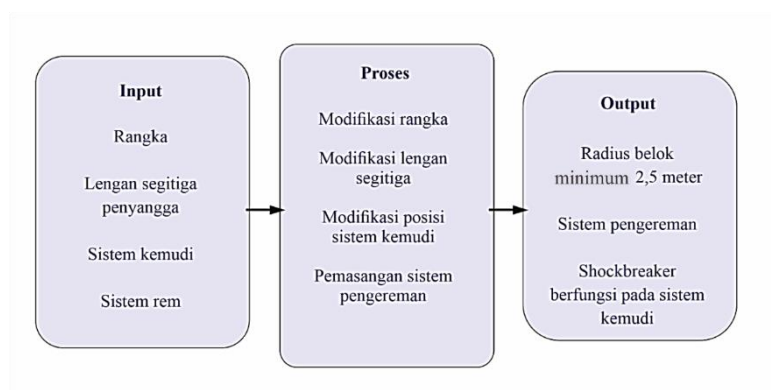 Input
Rangka
Lengan segitiga
penyangga
Sistem kemudi
Sistem rem
Proses
Modifikasi rangka
Modifikasi lengan
segitiga
Modifikasi posisi
sistem kemudi
Pemasangan sistem
pengereman
Output
Radius belok
minimum 2,5 meter
Sistem pengereman
Shockbreaker
berfungsi pada sistem
kemudi